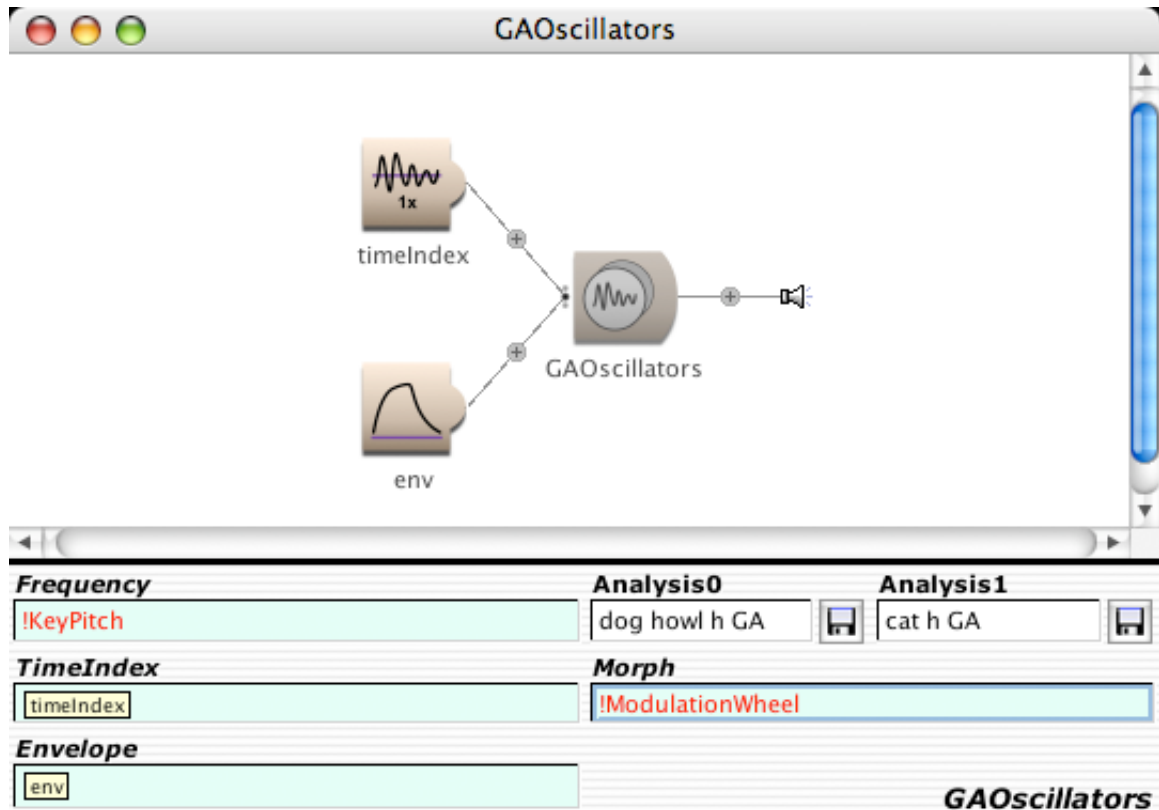 GAOscillators
1x
timeIndex
GAOscillators
env
Frequency
Analysis0
Analysis1
!KeyPitch
dog howl h GA
cat h GA
TimeIndex
Morph
timeIndex
!ModulationWheel
Envelope
env
GAOscillators